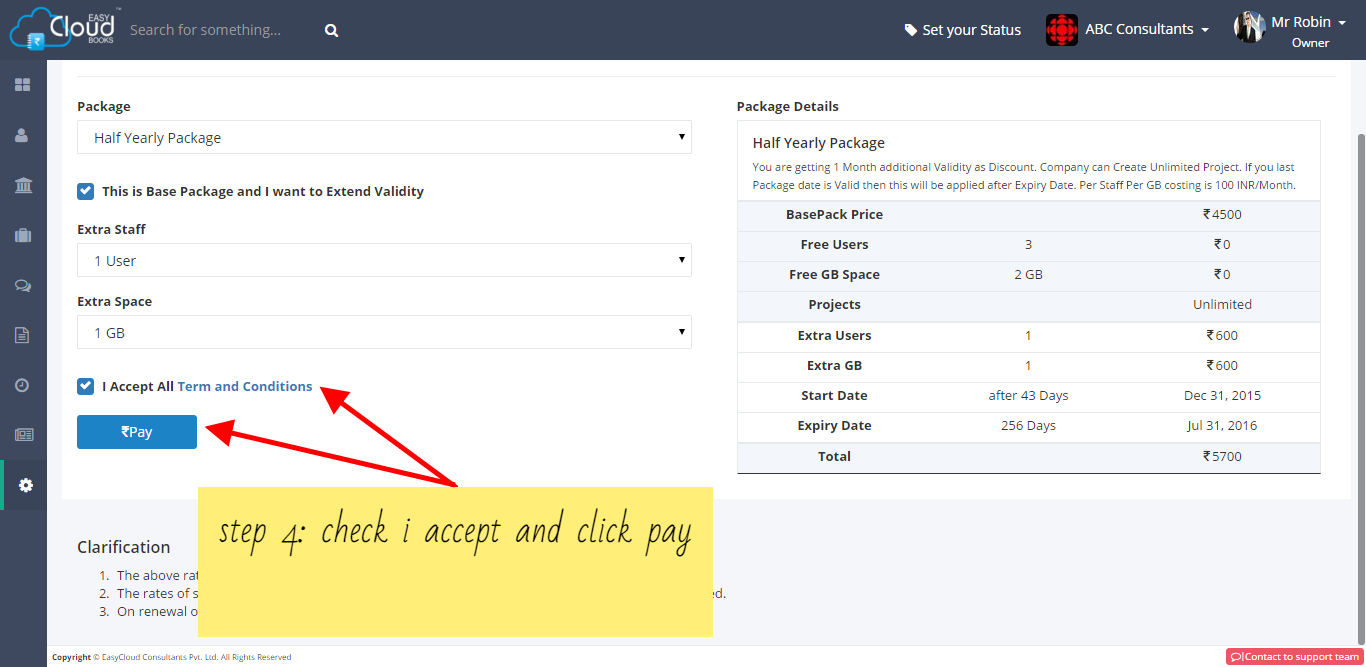 EASY
Cloud
BOOKS
™
Search for something...
Set your Status
ABC Consultants
Mr Robin
Owner
Package
Half Yearly Package
This is Base Package and I want to Extend Validity
Extra Staff
1 User
Extra Space
1 GB
I Accept All Term and Conditions
₹Pay
Package Details
Half Yearly Package
You are getting 1 Month additional Validity as Discount. Company can Create Unlimited Project. If you last
Package date is Valid then this will be applied after Expiry Date. Per Staff Per GB costing is 100 INR/Month.
BasePack Price ₹4500
Free Users 3 ₹0
Free GB Space 2 GB ₹0
Projects Unlimited
Extra Users 1 ₹600
Extra GB 1 ₹600
Start Date after 43 Days Dec 31, 2015
Expiry Date 256 Days Jul 31, 2016
Total ₹5700
step 4: check i accept and click pay
Clarification
1. The above
2. The rates of
3. On renewal
Copyright © EasyCloud Consultants Pvt. Ltd. All Rights Reserved
Contact to support team